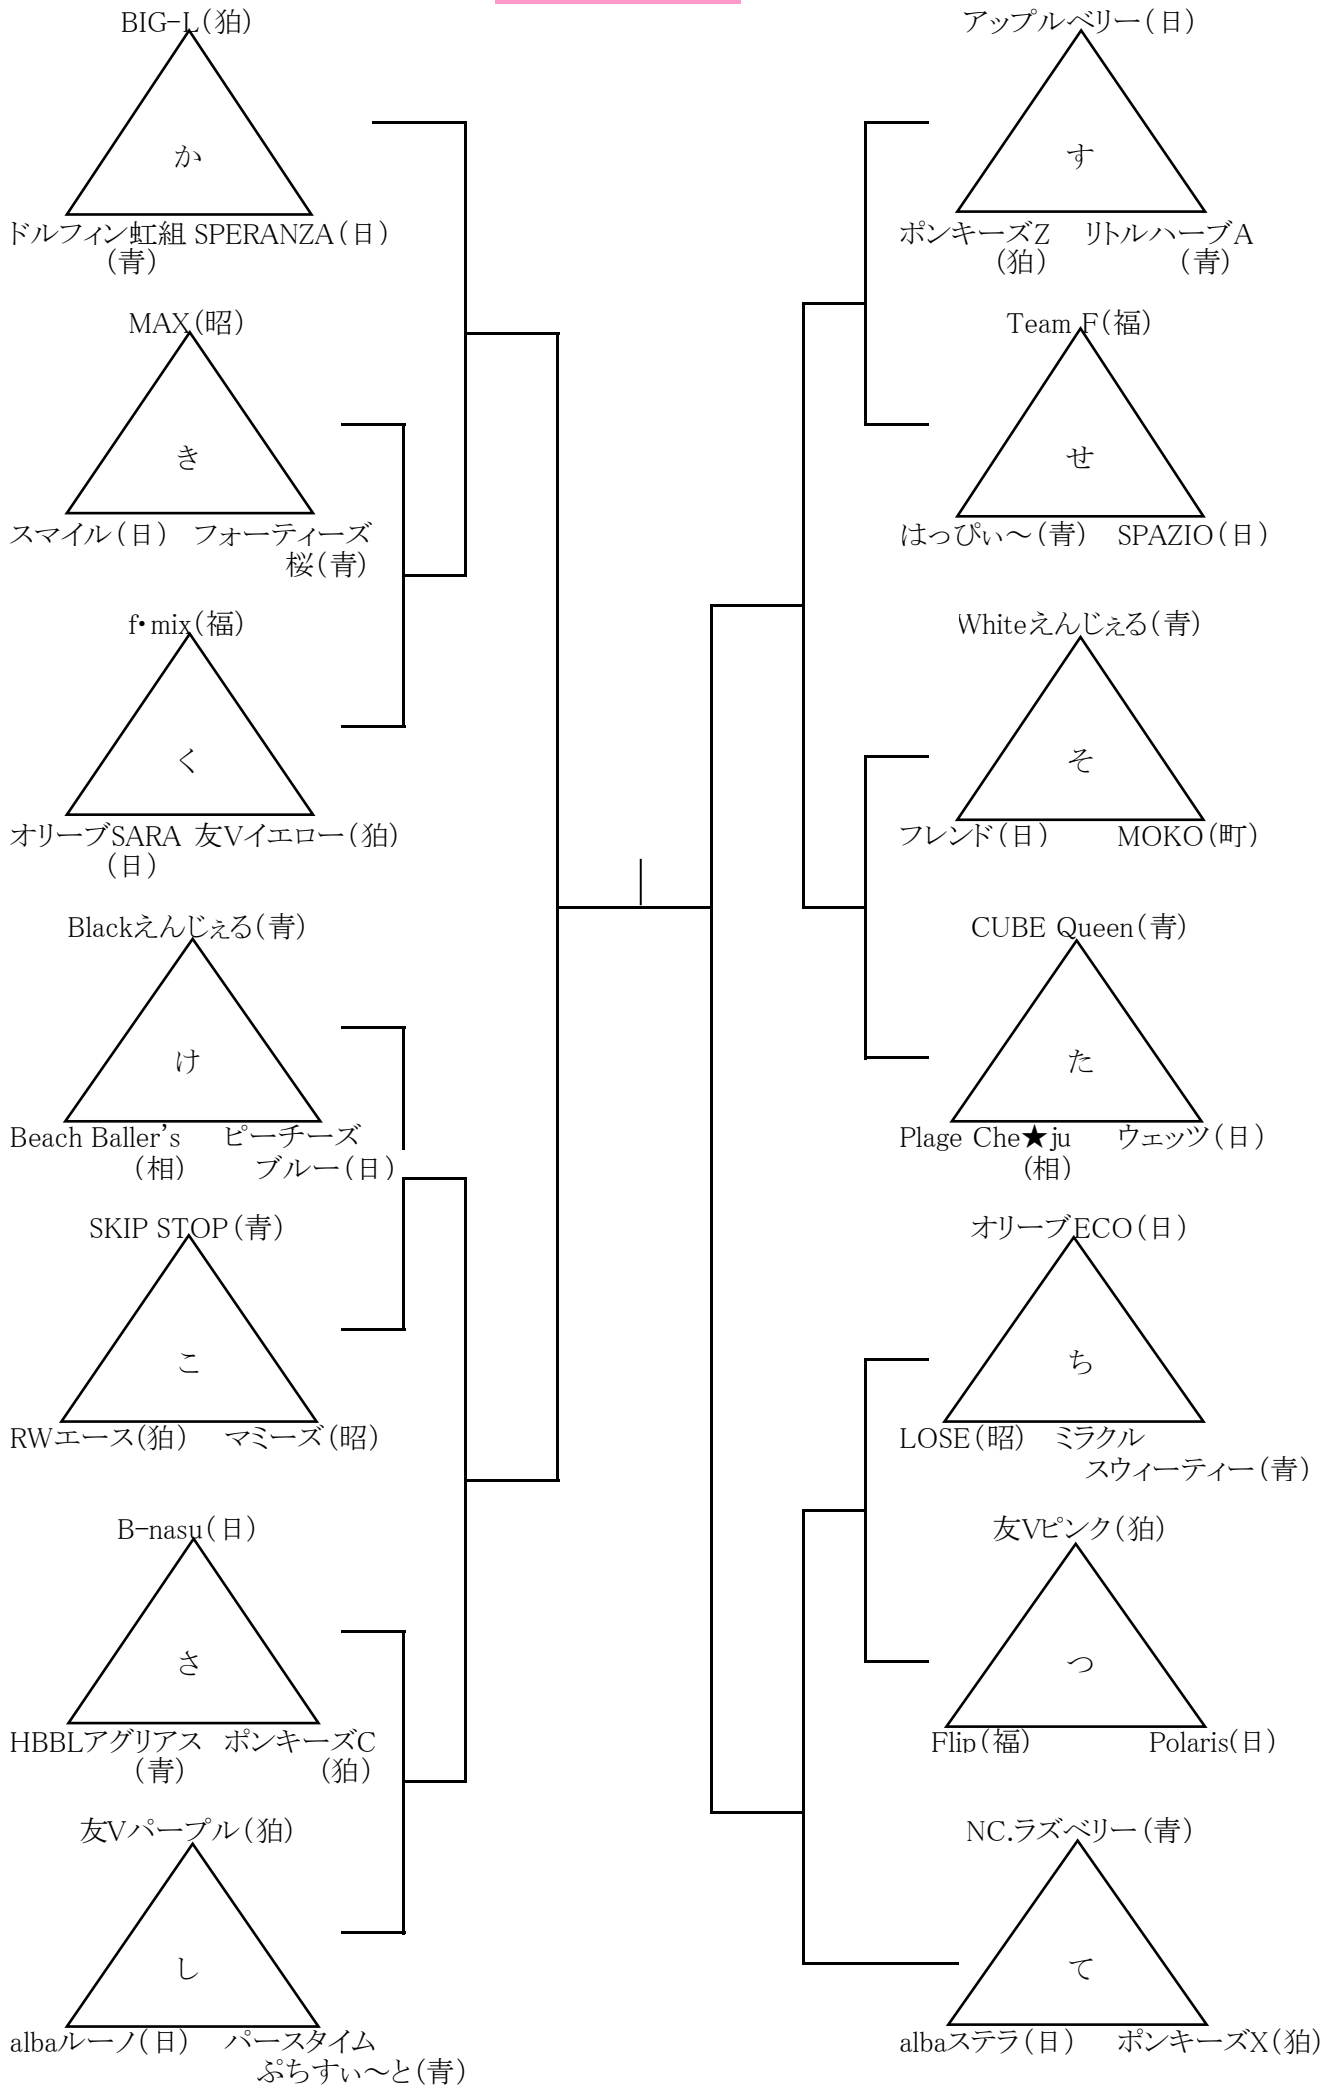 BIG-L(狛)
か
ドルフィン虹組 SPERANZA(日)
(青)
MAX(昭)
き
スマイル(日) フォーティーズ
桜(青)
f・mix(福)
く
オリーブSARA 友Vイエロー(狛)
(日)
Blackえんじぇる(青)
け
Beach Baller's ピーチーズ
(相) ブルー(日)
SKIP STOP(青)
こ
RWエース(狛) マミーズ(昭)
B-nasu(日)
さ
HBBLアグリアス ポンキーズC
(青) (狛)
友Vパープル(狛)
し
albaルーノ(日) パースタイム
ぷちすぃ～と(青)
アップルベリー(日)
す
ポンキーズZ リトルハーブA
(狛) (青)
Team F(福)
せ
はっぴぃ～(青) SPAZIO(日)
Whiteえんじぇる(青)
そ
フレンド(日) MOKO(町)
CUBE Queen(青)
た
Plage Che★ju ウェッツ(日)
(相)
オリーブECO(日)
ち
LOSE(昭) ミラクル
スウィーティー(青)
友Vピンク(狛)
つ
Flip(福) Polaris(日)
NC.ラズベリー(青)
て
albaステラ(日) ポンキーズX(狛)